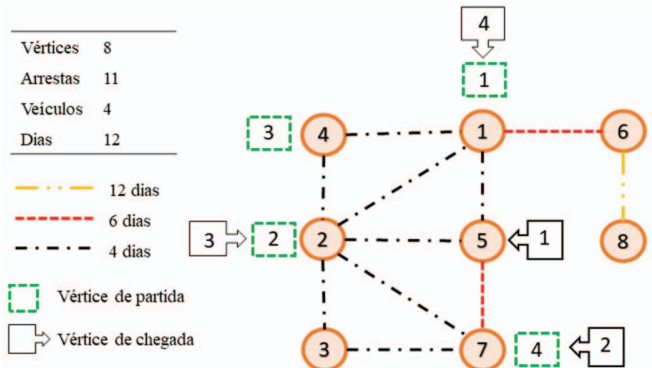 Vértices 8
Arrestas 11
Veículos 4
Dias 12
12 dias
6 dias
4 dias
Vértice de partida
Vértice de chegada
4
1
3 4 1 6
3 2 2 5 1 8
3 7 4 2